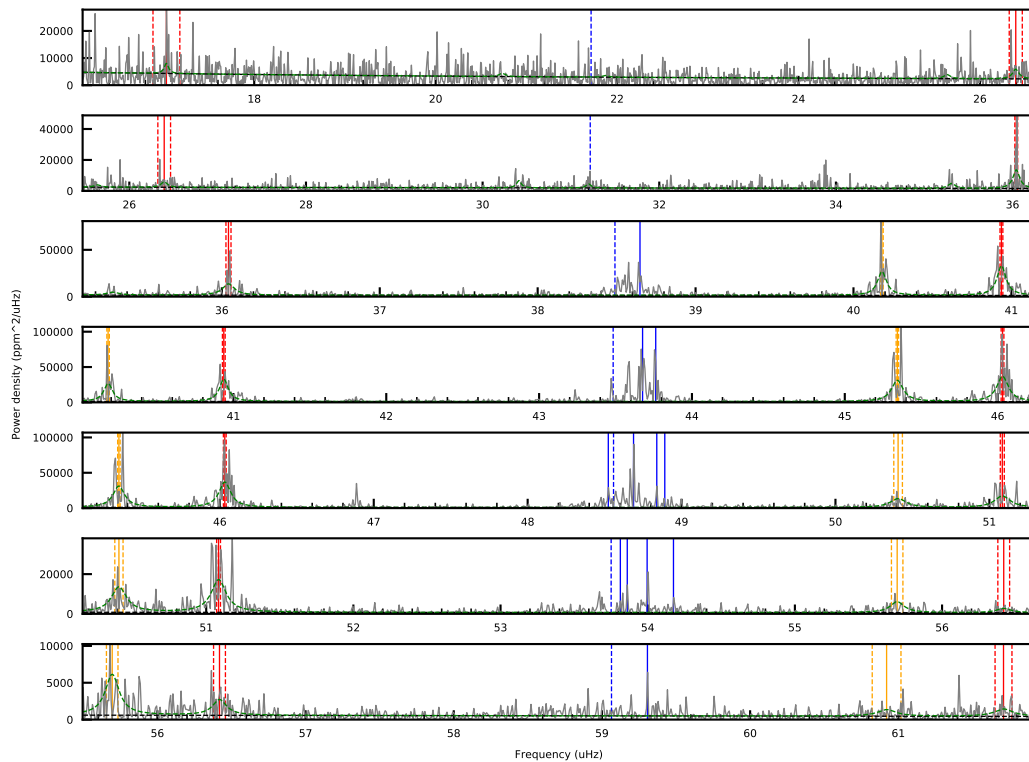 20000
10000
0
18 20 22 24 26
40000
20000
0
26 28 30 32 34 36
50000
0
36 37 38 39 40 41
100000
50000
0
41 42 43 44 45 46
Power density (ppm^2/uHz)
100000
50000
0
46 47 48 49 50 51
20000
0
51 52 53 54 55 56
10000
5000
0
56 57 58 59 60 61
Frequency (uHz)